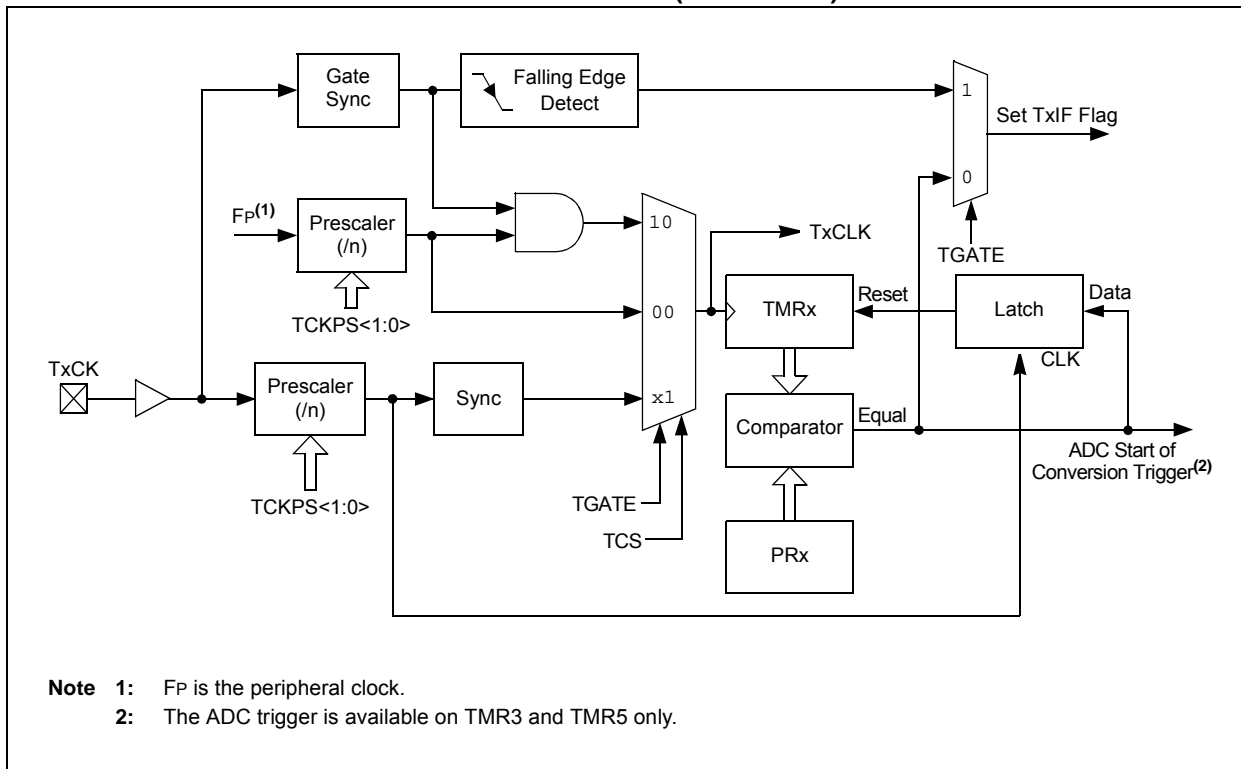 Gate
Sync
Falling Edge
Detect
1
Set TxIF Flag
0
TGATE
FP(1)
Prescaler
(/n)
TCKPS<1:0>
10
00
x1
TxCLK
TMRx
Reset
Latch
Data
CLK
TxCK
Prescaler
(/n)
Sync
TCKPS<1:0>
TGATE
TCS
Comparator
Equal
ADC Start of
Conversion Trigger(2)
PRx
Note 1: FP is the peripheral clock.
2: The ADC trigger is available on TMR3 and TMR5 only.